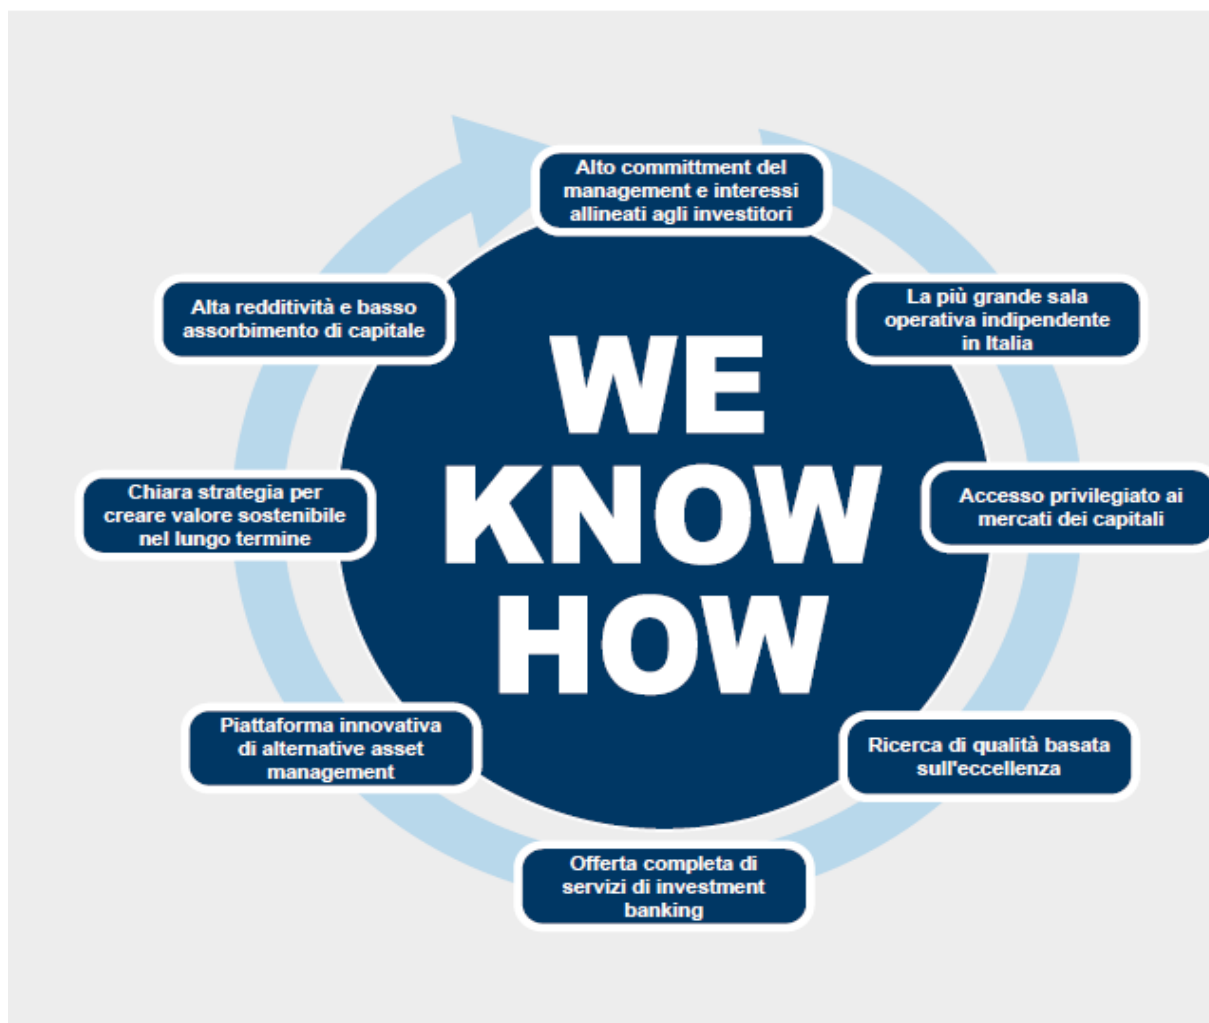 Alto committment del
management e interessi
allineati agli investitori
La più grande sala
operativa indipendente
in Italia
Accesso privilegiato ai
mercati dei capitali
Ricerca di qualità basata
sull'eccellenza
Offerta completa di
servizi di investment
banking
Piattaforma innovativa
di alternative asset
management
Chiara strategia per
creare valore sostenibile
nel lungo termine
Alta redditività e basso
assorbimento di capitale
WE
KNOW
HOW